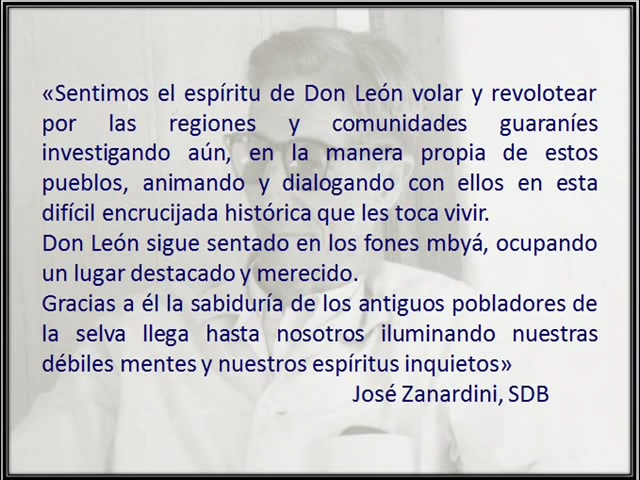 «Sentimos el espíritu de Don León volar y revolotear
por las regiones y comunidades guaraníes
investigando aún, en la manera propia de estos
pueblos, animando y dialogando con ellos en esta
difícil encrucijada histórica que les toca vivir.
Don León sigue sentado en los fones mbyá, ocupando
un lugar destacado y merecido.
Gracias a él la sabiduría de los antiguos pobladores de
la selva llega hasta nosotros iluminando nuestras
débiles mentes y nuestros espíritus inquietos»
José Zanardini, SDB